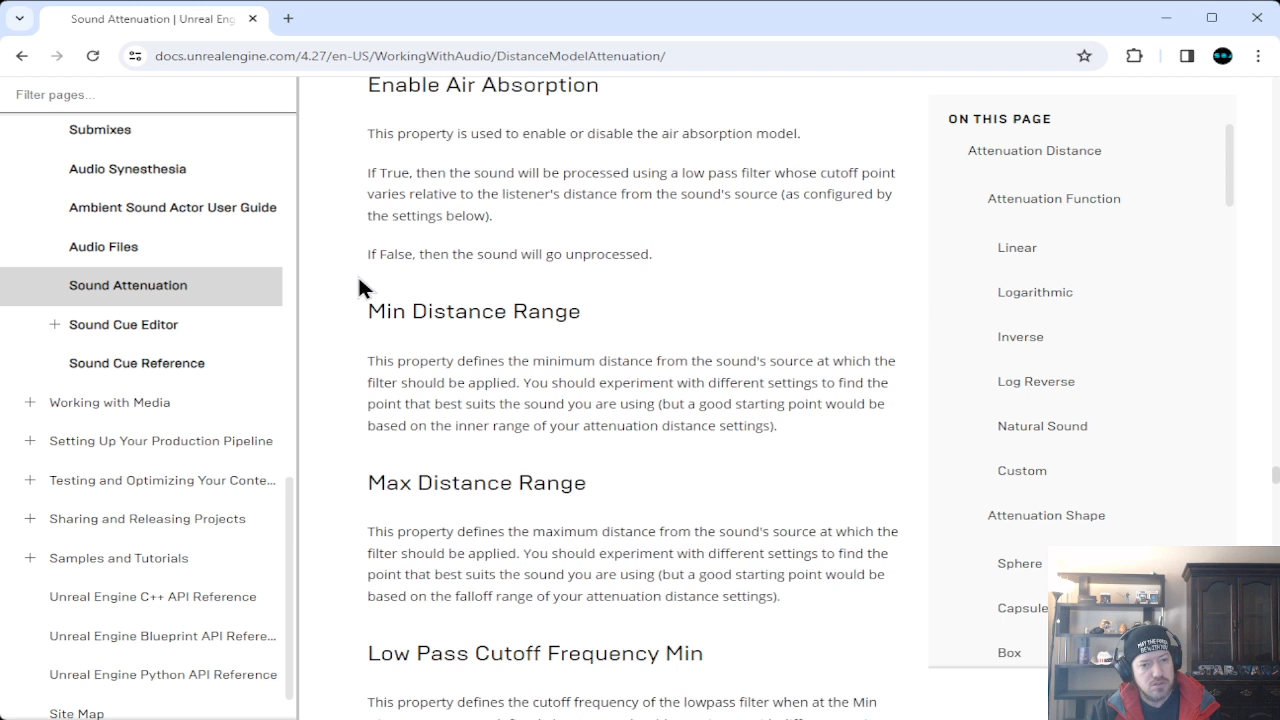 Sound Attenuation | Unreal Eng
docs.unrealengine.com/4.27/en-US/WorkingWithAudio/DistanceModelAttenuation/
Filter pages...
Submixes
Audio Synesthesia
Ambient Sound Actor User Guide
Audio Files
Sound Attenuation
Sound Cue Editor
Sound Cue Reference
Working with Media
Setting Up Your Production Pipeline
Testing and Optimizing Your Conte...
Sharing and Releasing Projects
Samples and Tutorials
Unreal Engine C++ API Reference
Unreal Engine Blueprint API Refere...
Unreal Engine Python API Reference
Site Map
Enable Air Absorption
This property is used to enable or disable the air absorption model.
If True, then the sound will be processed using a low pass filter whose cutoff point
varies relative to the listener's distance from the sound's source (as configured by
the settings below).
If False, then the sound will go unprocessed.
Min Distance Range
This property defines the minimum distance from the sound's source at which the
filter should be applied. You should experiment with different settings to find the
point that best suits the sound you are using (but a good starting point would be
based on the inner range of your attenuation distance settings).
Max Distance Range
This property defines the maximum distance from the sound's source at which the
filter should be applied. You should experiment with different settings to find the
point that best suits the sound you are using (but a good starting point would be
based on the falloff range of your attenuation distance settings).
Low Pass Cutoff Frequency Min
This property defines the cutoff frequency of the lowpass filter when at the Min
ON THIS PAGE
Attenuation Distance
Attenuation Function
Linear
Logarithmic
Inverse
Log Reverse
Natural Sound
Custom
Attenuation Shape
Sphere
Capsule
Box
MAY THE FORCE
BE WITH YOU
STAR WARS